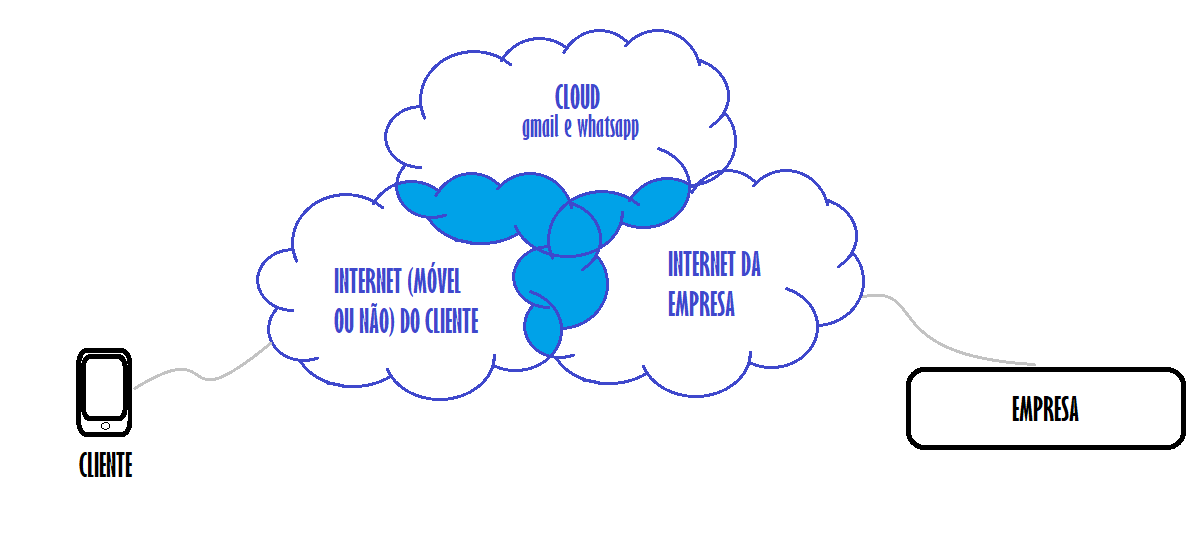 CLOUD
gmail e whatsapp
INTERNET (MÓVEL
OU NÃO) DO CLIENTE
INTERNET DA
EMPRESA
CLIENTE
EMPRESA